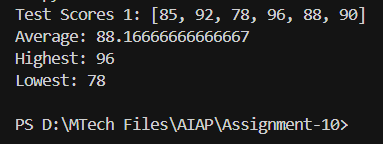 Test Scores 1: [85, 92, 78, 96, 88, 90]
Average: 88.16666666666667
Highest: 96
Lowest: 78
PS D:\MTech Files\AIAP\Assignment-10>